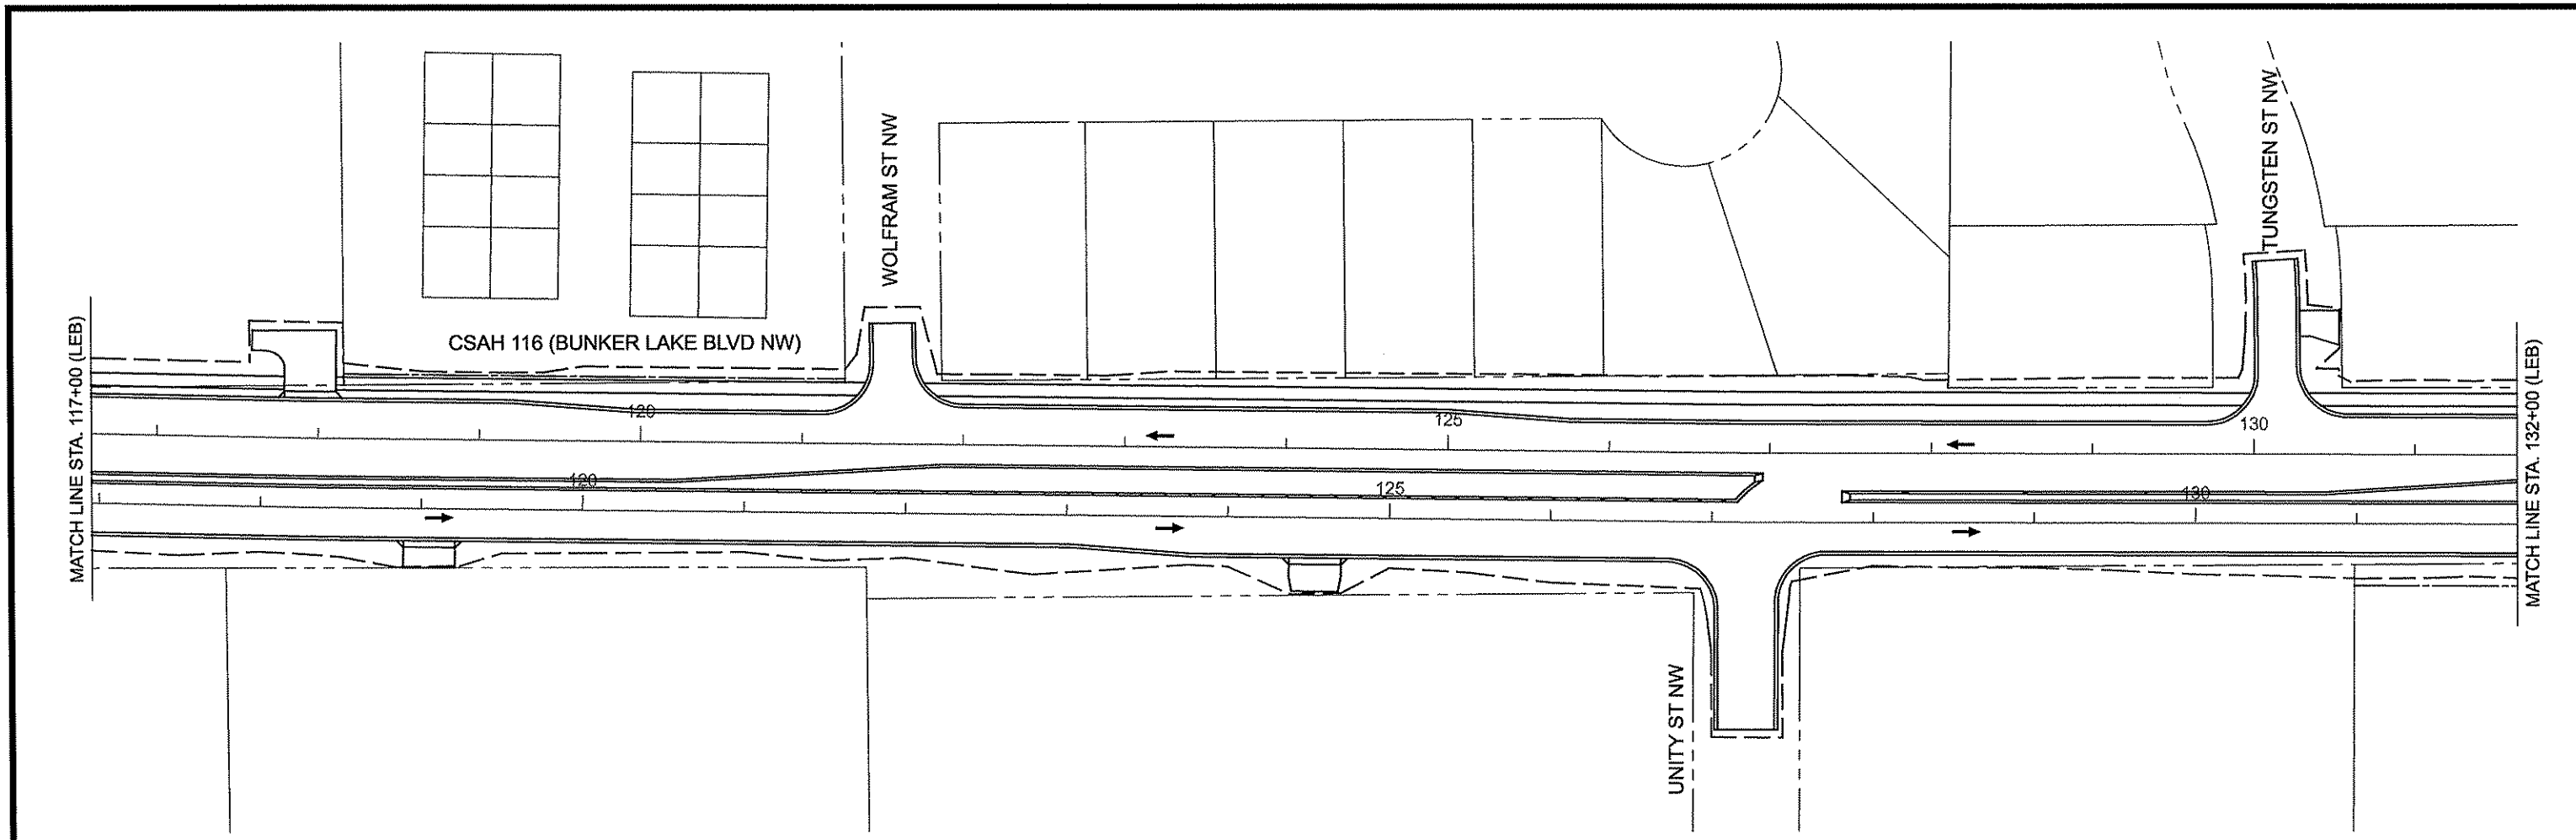 WOLFRAM ST NW
TUNGSTEN ST NW
CSAH 116 (BUNKER LAKE BLVD NW)
MATCH LINE STA. 117+00 (LEB)
MATCH LINE STA. 132+00 (LEB)
120
125
130
120
125
130
UNITY ST NW